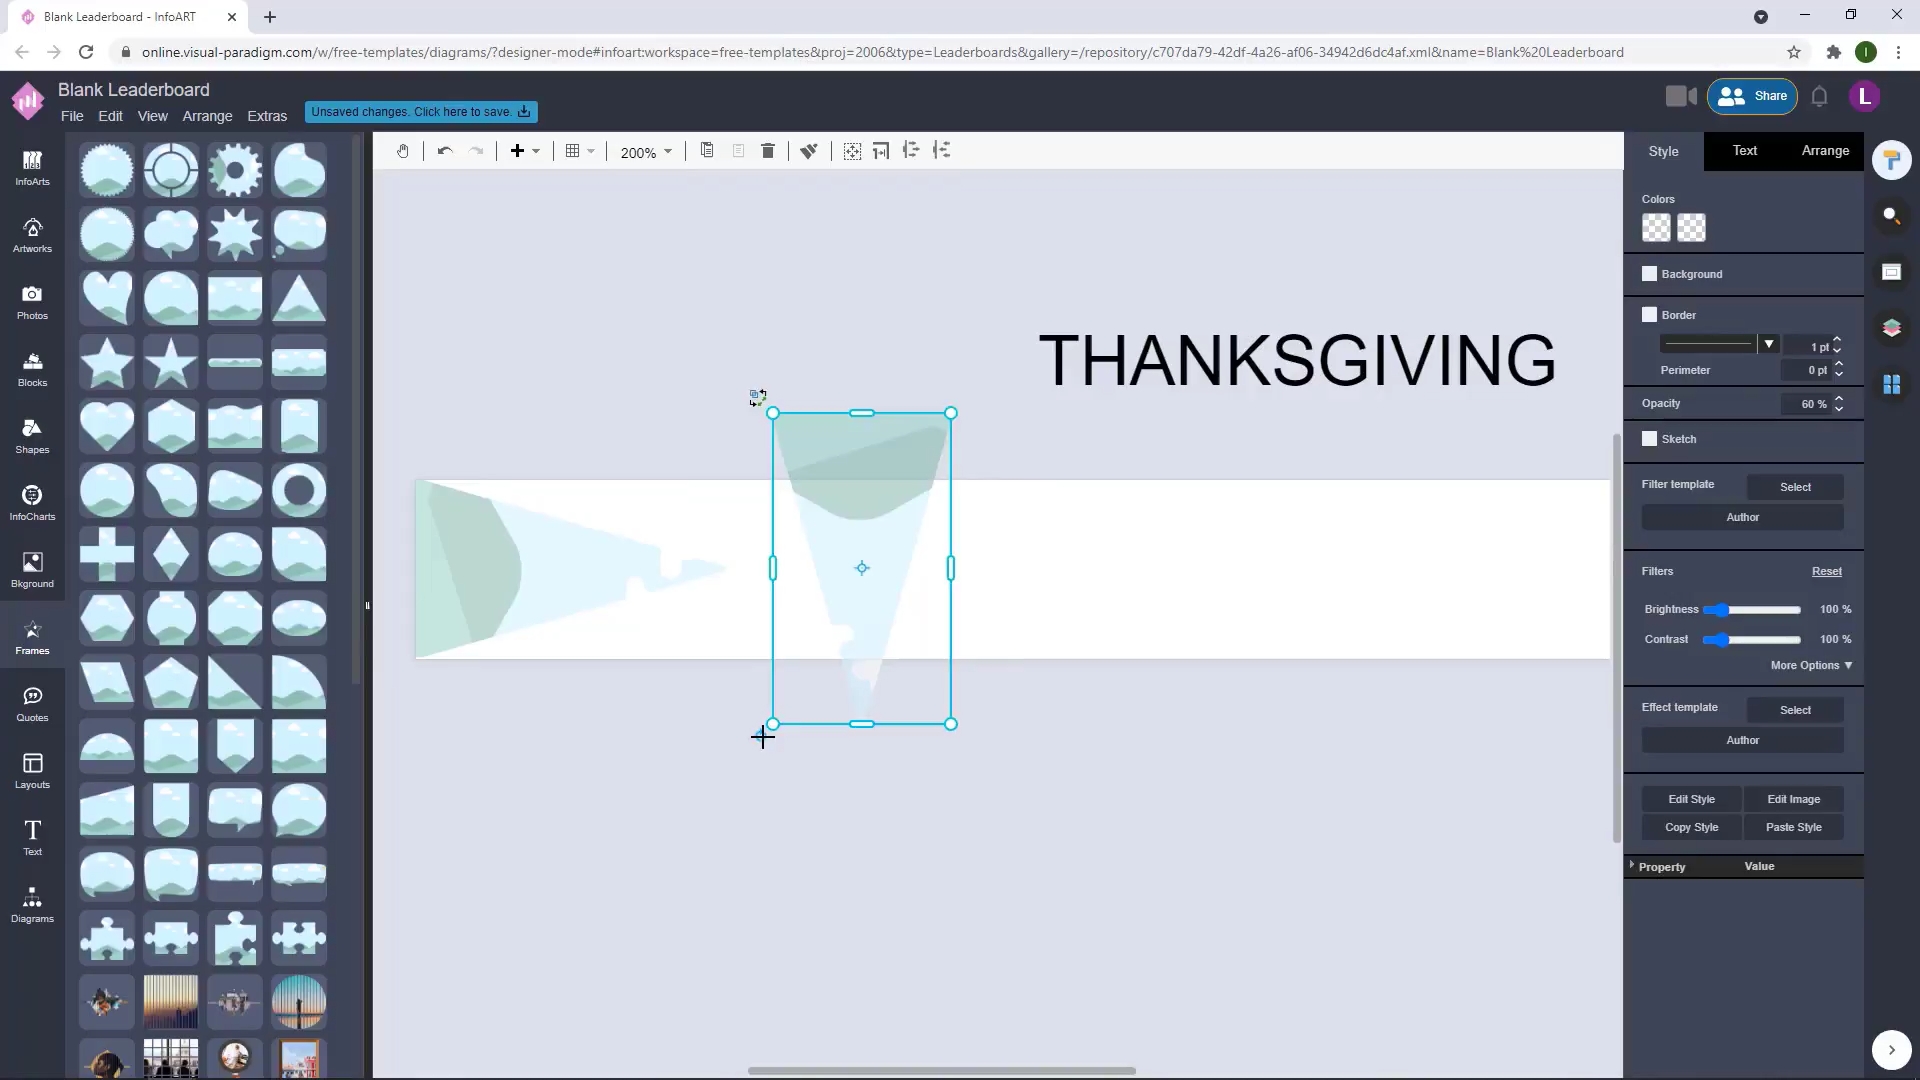 Blank Leaderboard - InfoART
online.visual-paradigm.com/w/free-templates/diagrams/?designer-mode#infoart:workspace=free-templates&proj=2006&type=Leaderboards&gallery=/repository/c707da79-42df-4a26-af06-34942d6dc4af.xml&name=Blank%20Leaderboard
I
Blank Leaderboard
File Edit View Arrange Extras
Unsaved changes. Click here to save.
Share
L
200%
Style Text Arrange
InfoArts
Artworks
Photos
Blocks
Shapes
InfoCharts
Bkground
Frames
Quotes
Layouts
T
Text
Diagrams
THANKSGIVING
Colors
Background
Border
1 pt
Perimeter 0 pt
Opacity 60 %
Sketch
Filter template Select
Author
Filters Reset
Brightness 100 %
Contrast 100 %
More Options
Effect template Select
Author
Edit Style Edit Image
Copy Style Paste Style
Property Value